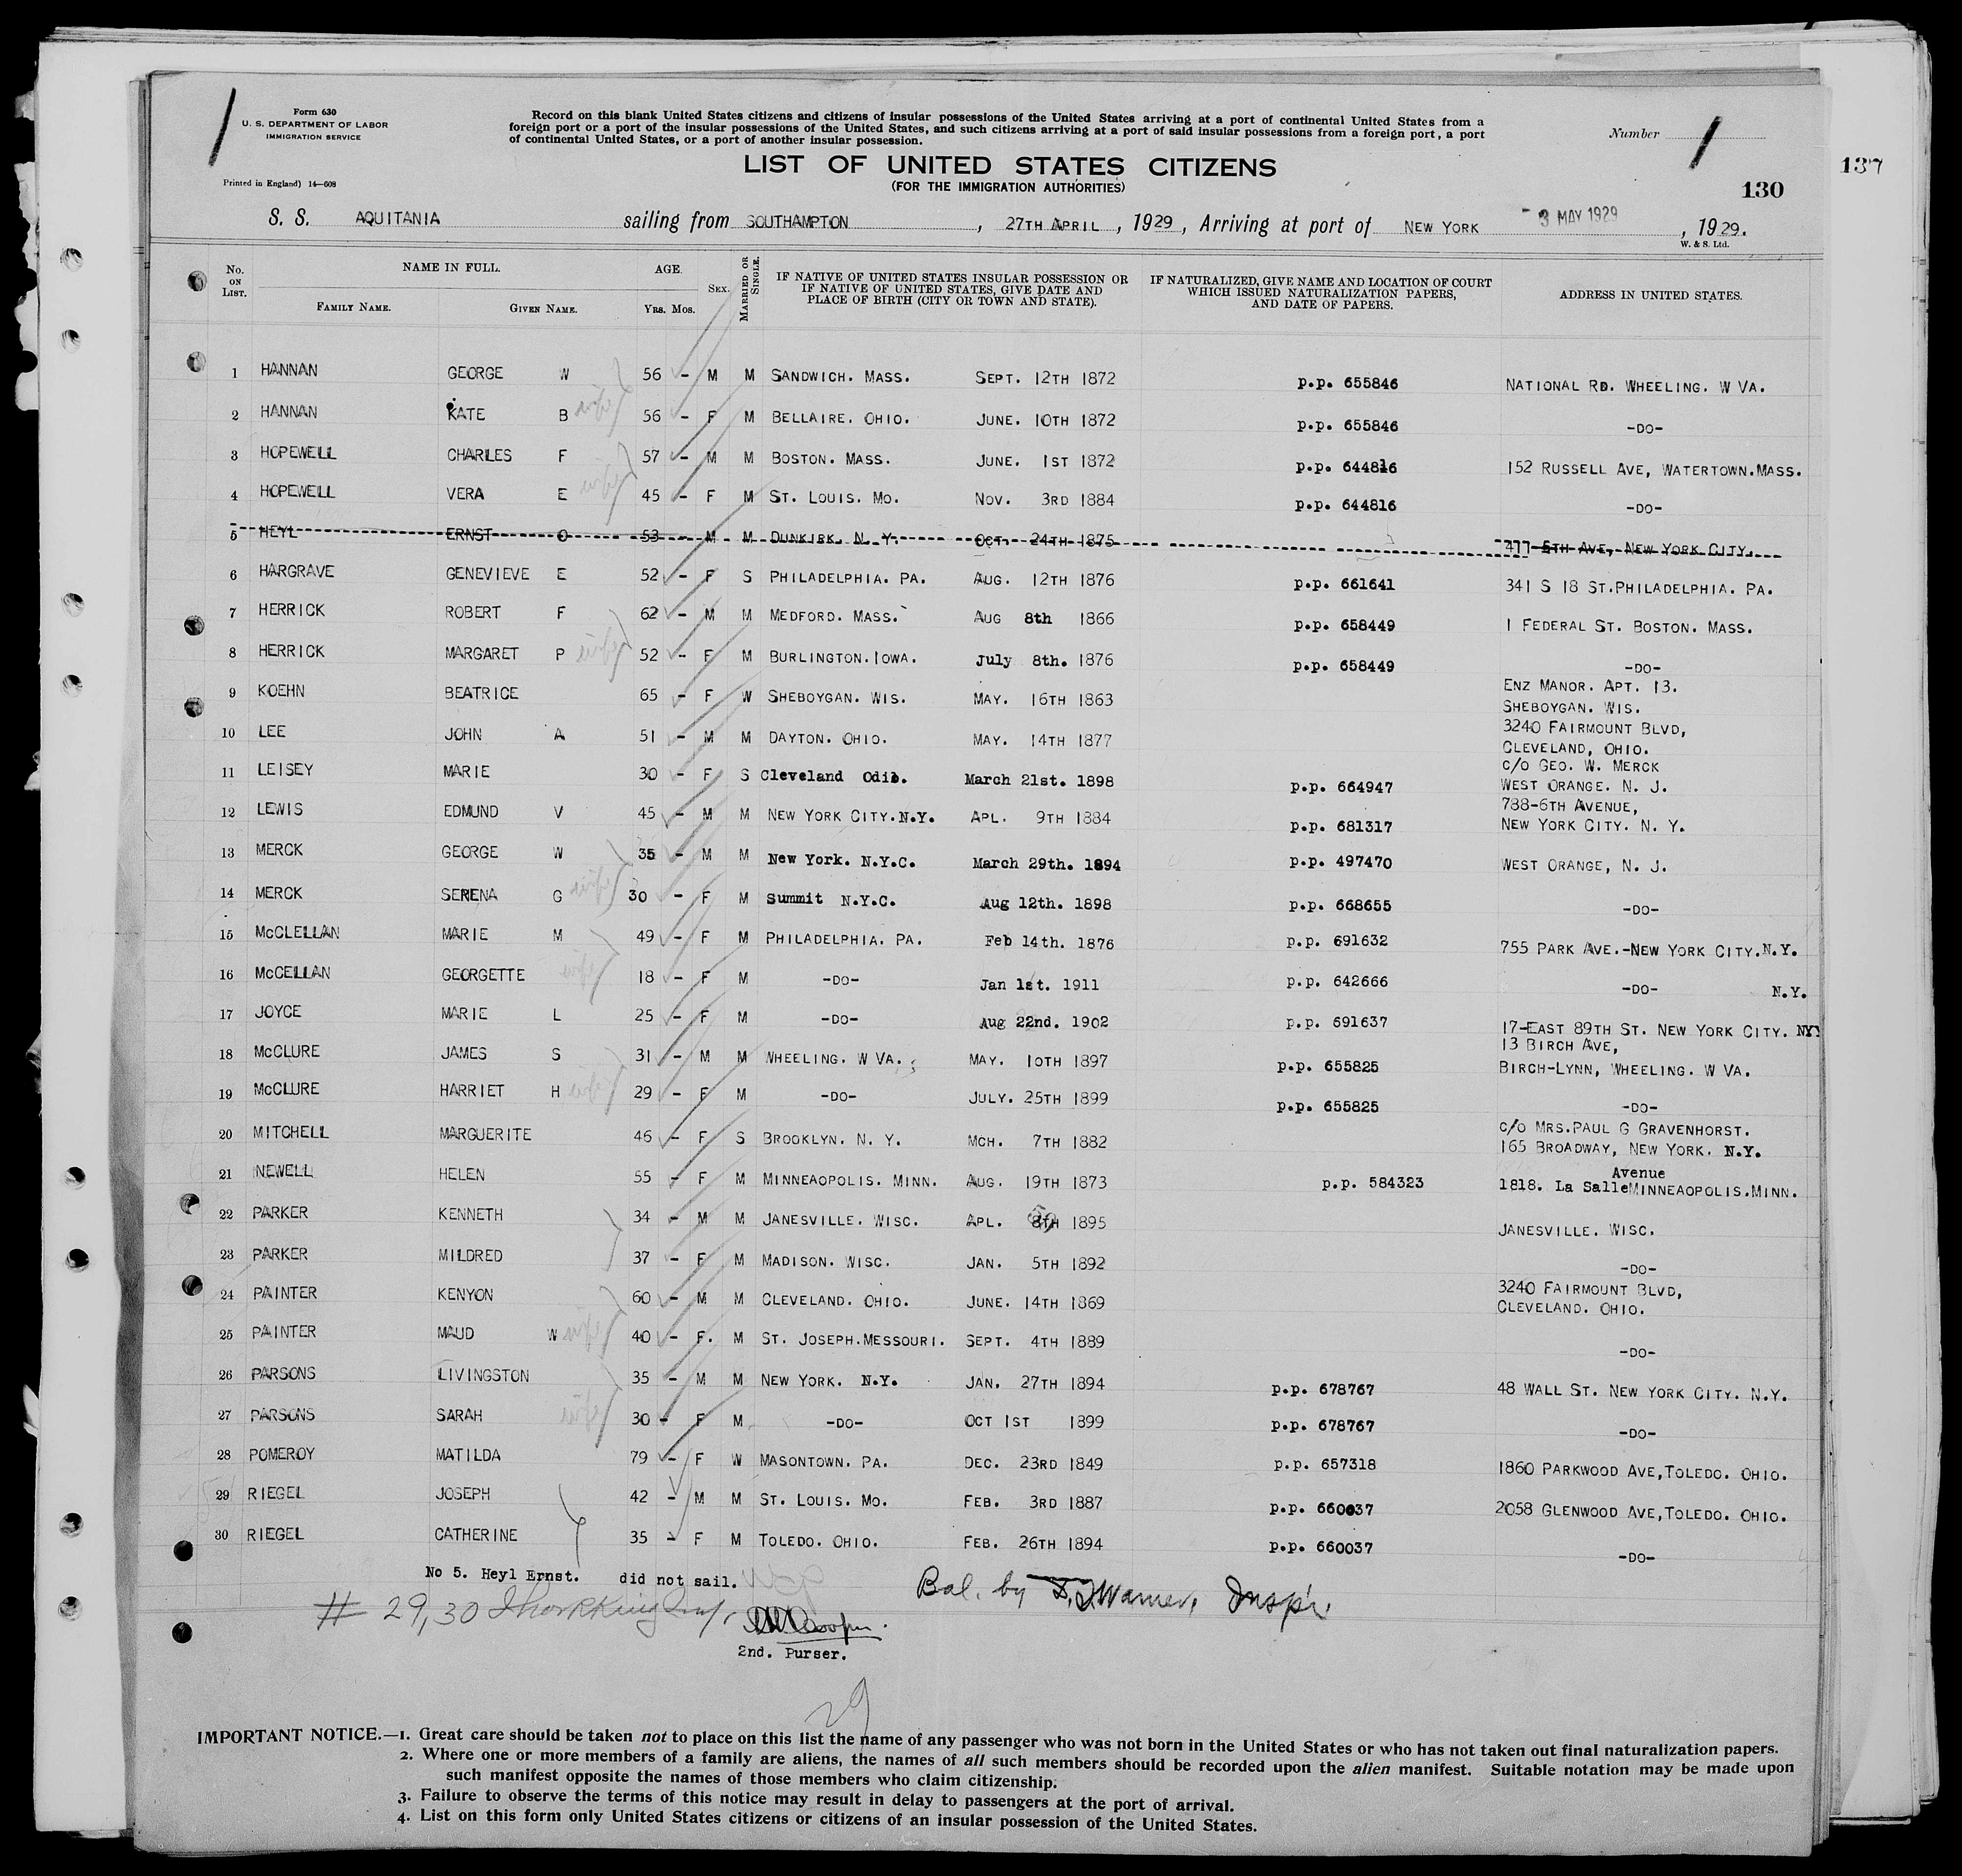 Form 630
U. S. DEPARTMENT OF LABOR
IMMIGRATION SERVICE
Printed in England) 14—608
Record on this blank United States citizens and citizens of insular possessions of the United States arriving at a port of continental United States from a
foreign port or a port of the insular possessions of the United States, and such citizens arriving at a port of said insular possessions from a foreign port, a port
of continental United States, or a port of another insular possession.
Number
LIST OF UNITED STATES CITIZENS
(FOR THE IMMIGRATION AUTHORITIES)
130
137
S. S. AQUITANIA sailing from SOUTHAMPTON, 27TH APRIL, 1929, Arriving at port of NEW YORK 3 MAY 1929, 1929.
W. & S. Ltd.
No. ON LIST. NAME IN FULL. FAMILY NAME. GIVEN NAME. AGE. YRS. MOS. SEX. MARRIED OR SINGLE. IF NATIVE OF UNITED STATES INSULAR POSSESSION OR IF NATIVE OF UNITED STATES, GIVE DATE AND PLACE OF BIRTH (CITY OR TOWN AND STATE). IF NATURALIZED, GIVE NAME AND LOCATION OF COURT WHICH ISSUED NATURALIZATION PAPERS, AND DATE OF PAPERS. ADDRESS IN UNITED STATES.
1 HANNAN GEORGE W 56 - M M SANDWICH. MASS. SEPT. 12TH 1872 p.p. 655846 NATIONAL RD. WHEELING. W VA.
2 HANNAN KATE B wife 56 - F M BELLAIRE. OHIO. JUNE. 10TH 1872 p.p. 655846 -DO-
3 HOPEWELL CHARLES F 57 - M M BOSTON. MASS. JUNE. 1ST 1872 p.p. 644816 152 RUSSELL AVE, WATERTOWN.MASS.
4 HOPEWELL VERA E wife 45 - F M ST. LOUIS. MO. NOV. 3RD 1884 p.p. 644816 -DO-
5 HEYL ERNST O 53 - M M DUNKIRK. N. Y. OCT. 24TH 1875 477 5TH AVE, NEW YORK CITY.
6 HARGRAVE GENEVIEVE E 52 - F S PHILADELPHIA. PA. AUG. 12TH 1876 p.p. 661641 341 S 18 ST.PHILADELPHIA. PA.
7 HERRICK ROBERT F 62 - M M MEDFORD. MASS. AUG 8th 1866 p.p. 658449 1 FEDERAL ST. BOSTON. MASS.
8 HERRICK MARGARET P wife 52 - F M BURLINGTON.IOWA. July 8th. 1876 p.p. 658449 -DO-
9 KOEHN BEATRICE 65 - F W SHEBOYGAN. WIS. MAY. 16TH 1863 ENZ MANOR. APT. 13.
SHEBOYGAN. WIS.
10 LEE JOHN A 51 - M M DAYTON. OHIO. MAY. 14TH 1877 3240 FAIRMOUNT BLVD,
CLEVELAND, OHIO.
11 LEISEY MARIE 30 - F S Cleveland Odio. March 21st. 1898 p.p. 664947 C/O GEO. W. MERCK
WEST ORANGE. N. J.
12 LEWIS EDMUND V 45 - M M NEW YORK CITY.N.Y. APL. 9TH 1884 p.p. 681317 788-6TH AVENUE,
NEW YORK CITY. N. Y.
13 MERCK GEORGE W 35 - M M New York. N.Y.C. March 29th. 1894 p.p. 497470 WEST ORANGE, N. J.
14 MERCK SERENA G wife 30 - F M Summit N.Y.C. Aug 12th. 1898 p.p. 668655 -DO-
15 McCLELLAN MARIE M 49 - F M PHILADELPHIA. PA. Feb 14th. 1876 p.p. 691632 755 PARK AVE.-NEW YORK CITY.N.Y.
16 McCELLAN GEORGETTE wife 18 - F M -DO- Jan 1st. 1911 p.p. 642666 -DO- N.Y.
17 JOYCE MARIE L 25 - F M -DO- Aug 22nd. 1902 p.p. 691637 17-EAST 89TH ST. NEW YORK CITY. NY
18 McCLURE JAMES S 31 - M M WHEELING. W VA. MAY. 10TH 1897 p.p. 655825 13 BIRCH AVE,
BIRCH-LYNN, WHEELING. W VA.
19 McCLURE HARRIET H wife 29 - F M -DO- JULY. 25TH 1899 p.p. 655825 -DO-
20 MITCHELL MARGUERITE 46 - F S BROOKLYN. N. Y. MCH. 7TH 1882 C/O MRS.PAUL G GRAVENHORST.
165 BROADWAY, NEW YORK. N.Y.
21 NEWELL HELEN 55 - F M MINNEAOPOLIS. MINN. AUG. 19TH 1873 p.p. 584323 1818. La Salle Avenue MINNEAOPOLIS.MINN.
22 PARKER KENNETH 34 - M M JANESVILLE. WISC. APL. 8TH 1895 JANESVILLE. WISC.
23 PARKER MILDRED 37 - F M MADISON. WISC. JAN. 5TH 1892 -DO-
24 PAINTER KENYON 60 - M M CLEVELAND. OHIO. JUNE. 14TH 1869 3240 FAIRMOUNT BLVD,
CLEVELAND. OHIO.
25 PAINTER MAUD W wife 40 - F. M ST. JOSEPH.MESSOURI. SEPT. 4TH 1889 -DO-
26 PARSONS LIVINGSTON 35 - M M NEW YORK. N.Y. JAN. 27TH 1894 p.p. 678767 48 WALL ST. NEW YORK CITY. N.Y.
27 PARSONS SARAH wife 30 - F M -DO- OCT 1ST 1899 p.p. 678767 -DO-
28 POMEROY MATILDA 79 - F W MASONTOWN. PA. DEC. 23RD 1849 p.p. 657318 1860 PARKWOOD AVE,TOLEDO. OHIO.
29 RIEGEL JOSEPH 42 - M M ST. LOUIS. MO. FEB. 3RD 1887 p.p. 660037 2058 GLENWOOD AVE,TOLEDO. OHIO.
30 RIEGEL CATHERINE 35 - F M TOLEDO. OHIO. FEB. 26TH 1894 p.p. 660037 -DO-
No 5. Heyl Ernst. did not sail.
Bal. by Warner, Insp'r.
# 29,30
2nd. Purser.
29
IMPORTANT NOTICE.—1. Great care should be taken not to place on this list the name of any passenger who was not born in the United States or who has not taken out final naturalization papers.
2. Where one or more members of a family are aliens, the names of all such members should be recorded upon the alien manifest. Suitable notation may be made upon
such manifest opposite the names of those members who claim citizenship.
3. Failure to observe the terms of this notice may result in delay to passengers at the port of arrival.
4. List on this form only United States citizens or citizens of an insular possession of the United States.